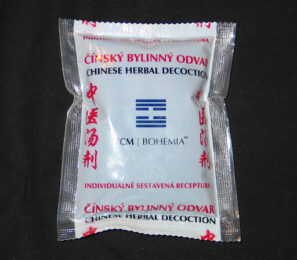 ČÍNSKÝ BYLINNÝ ODVAR
CHINESE HERBAL DECOCTION
中医汤剂
中医汤剂
TCM | BOHEMIA™
INDIVIDUÁLNĚ SESTAVENÁ RECEPTURA
ČÍNSKÝ BYLINNÝ ODVAR
CHINESE HERBAL DECOCTION